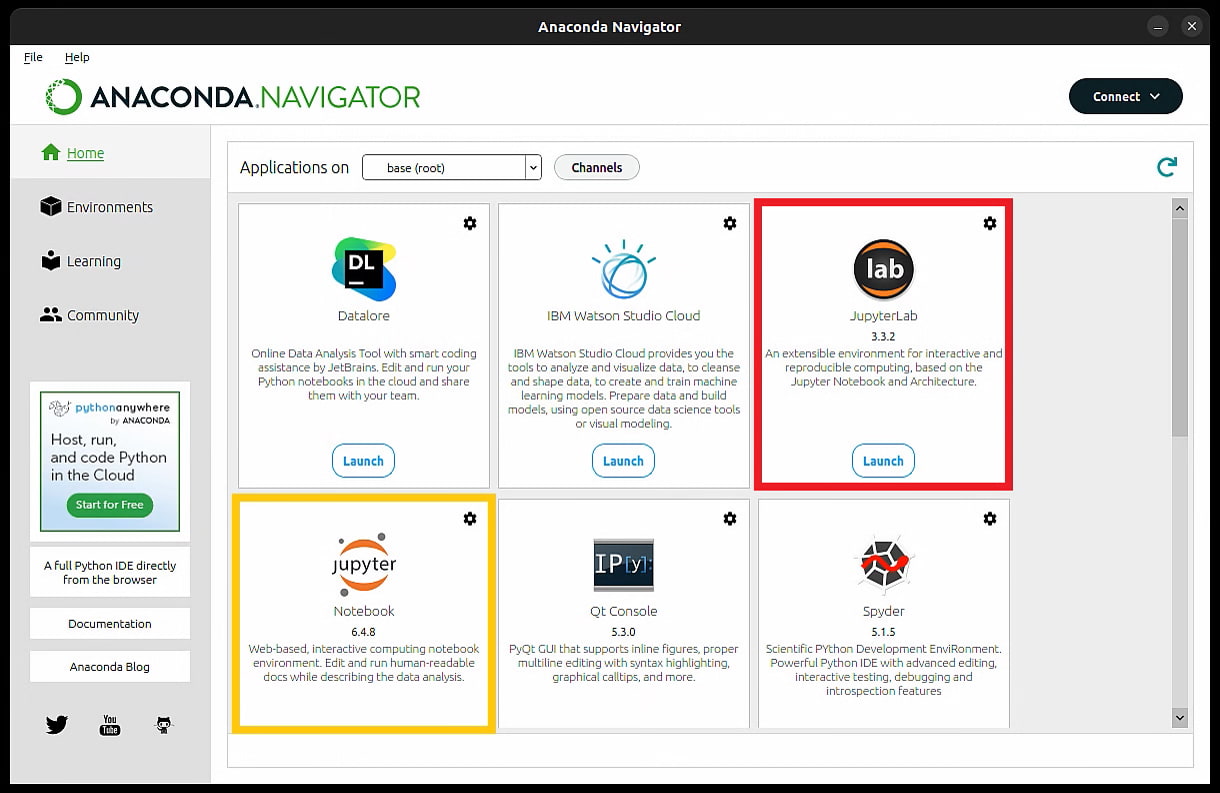 Anaconda Navigator
File Help
ANACONDA.NAVIGATOR
Connect
Home
Environments
Learning
Community
pythonanywhere
by ANACONDA
Host, run,
and code Python
in the Cloud
Start for Free
A full Python IDE directly
from the browser
Documentation
Anaconda Blog
You
Tube
Applications on base (root) Channels
DL
Datalore
Online Data Analysis Tool with smart coding
assistance by JetBrains. Edit and run your
Python notebooks in the cloud and share
them with your team.
Launch
IBM Watson Studio Cloud
IBM Watson Studio Cloud provides you the
tools to analyze and visualize data, to cleanse
and shape data, to create and train machine
learning models. Prepare data and build
models, using open source data science tools
or visual modeling.
Launch
lab
JupyterLab
3.3.2
An extensible environment for interactive and
reproducible computing, based on the
Jupyter Notebook and Architecture.
Launch
jupyter
Notebook
6.4.8
Web-based, interactive computing notebook
environment. Edit and run human-readable
docs while describing the data analysis.
IP[y]:
Qt Console
5.3.0
PyQt GUI that supports inline figures, proper
multiline editing with syntax highlighting,
graphical calltips, and more.
Spyder
5.1.5
Scientific PYthon Development EnviRonment.
Powerful Python IDE with advanced editing,
interactive testing, debugging and
introspection features